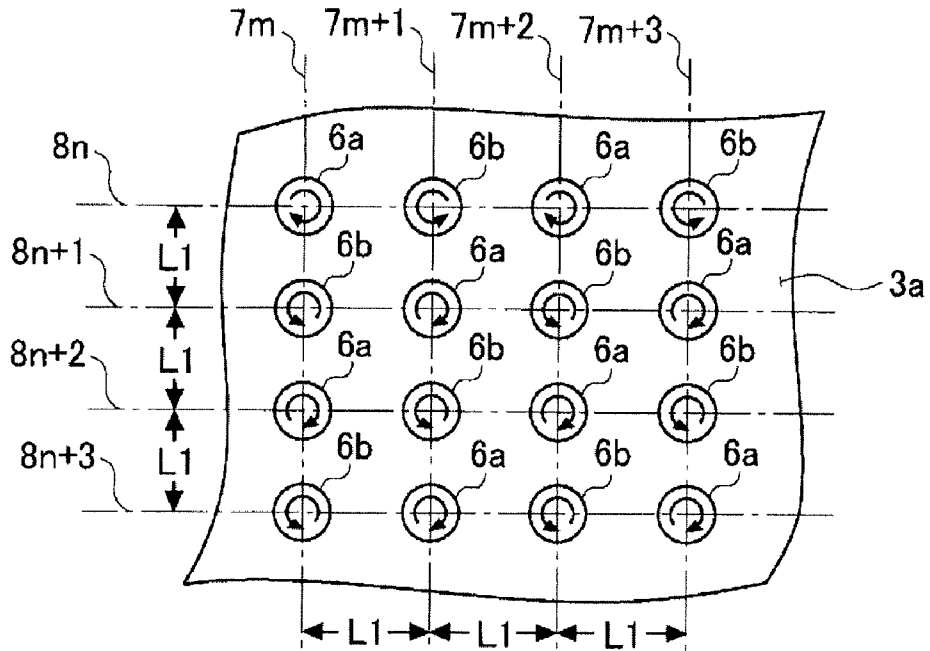 7m 7m+1 7m+2 7m+3
8n 6a 6b 6a 6b
8n+1 L1 6b 6a 6b 6a 3a
8n+2 L1 6a 6b 6a 6b
8n+3 L1 6b 6a 6b 6a
L1 L1 L1